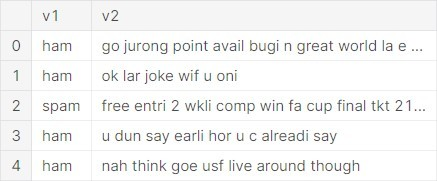 v1 v2
0 ham go jurong point avail bugi n great world la e ...
1 ham ok lar joke wif u oni
2 spam free entri 2 wkli comp win fa cup final tkt 21...
3 ham u dun say earli hor u c alreadi say
4 ham nah think goe usf live around though